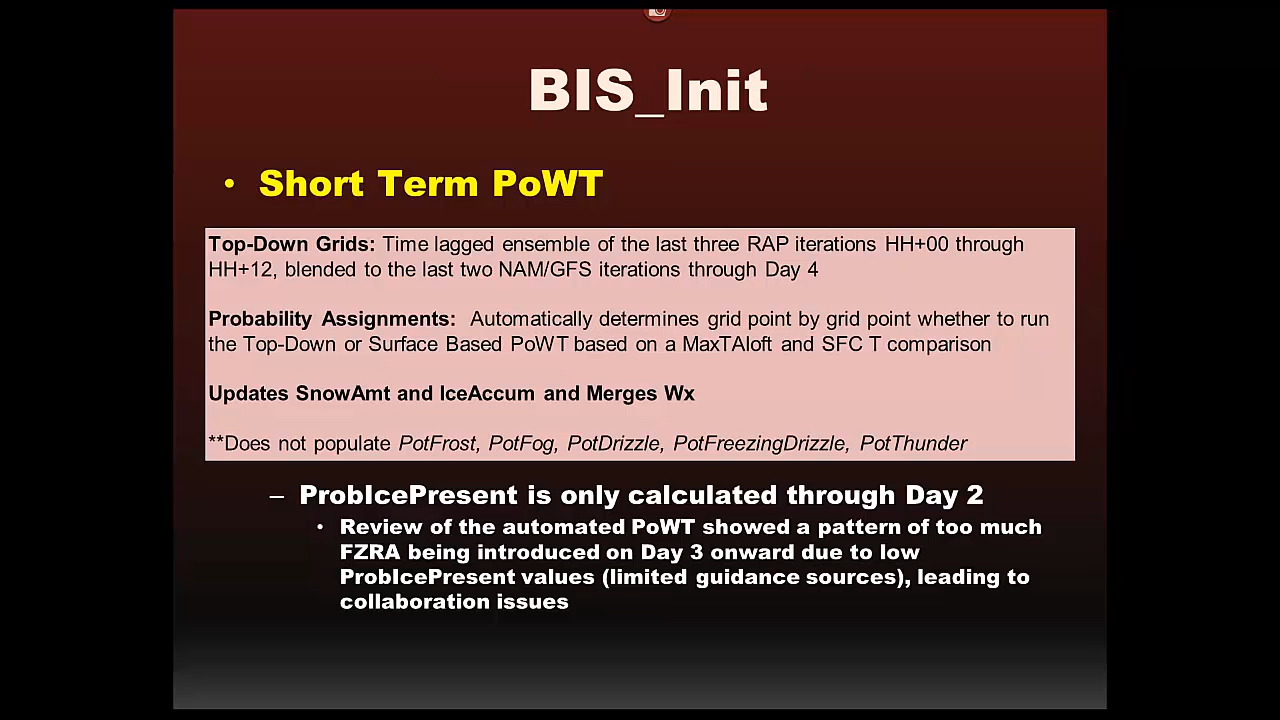 BIS_Init
• Short Term PoWT
Top-Down Grids: Time lagged ensemble of the last three RAP iterations HH+00 through
HH+12, blended to the last two NAM/GFS iterations through Day 4
Probability Assignments: Automatically determines grid point by grid point whether to run
the Top-Down or Surface Based PoWT based on a MaxTAloft and SFC T comparison
Updates SnowAmt and IceAccum and Merges Wx
**Does not populate PotFrost, PotFog, PotDrizzle, PotFreezingDrizzle, PotThunder
– ProbIcePresent is only calculated through Day 2
• Review of the automated PoWT showed a pattern of too much
FZRA being introduced on Day 3 onward due to low
ProbIcePresent values (limited guidance sources), leading to
collaboration issues